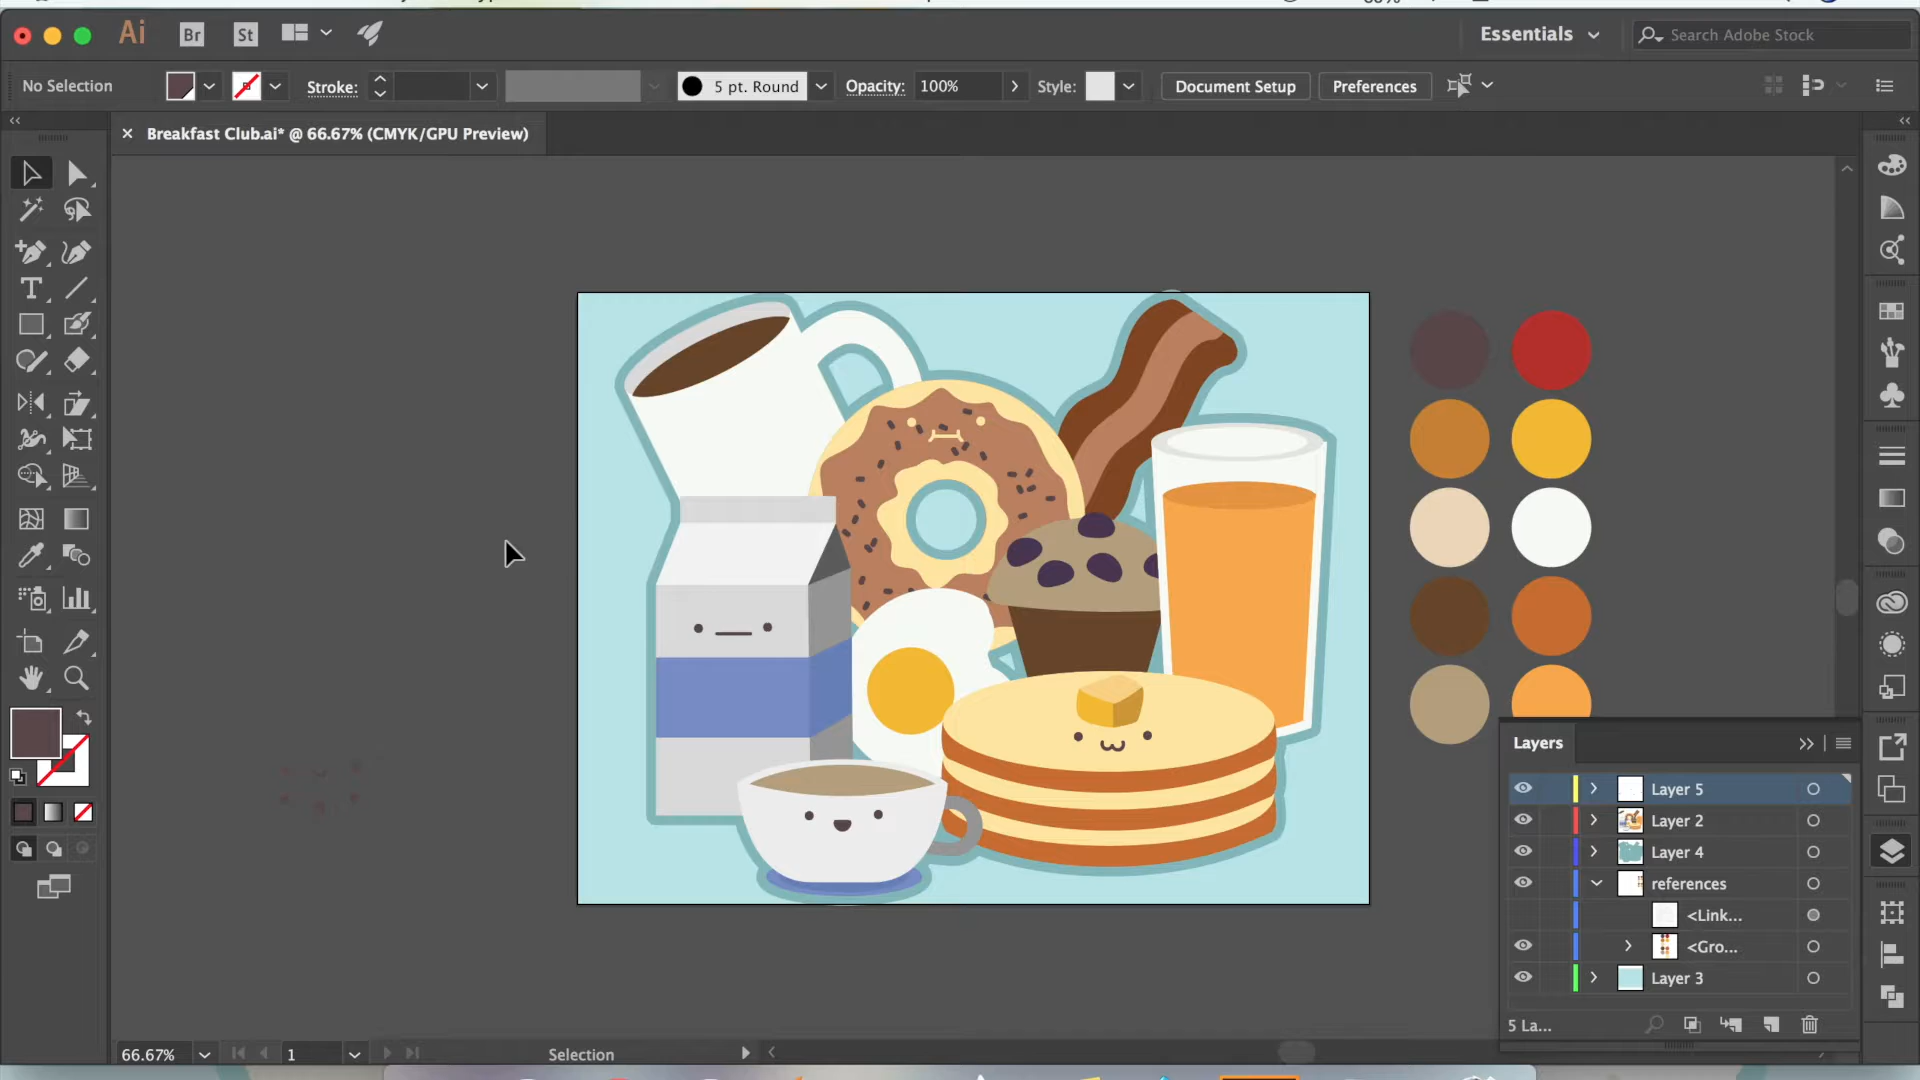 Ai Br St Essentials Search Adobe Stock
No Selection Stroke: 5 pt. Round Opacity: 100% Style: Document Setup Preferences
× Breakfast Club.ai* @ 66.67% (CMYK/GPU Preview)
Layers
Layer 5
Layer 2
Layer 4
references
<Link...
<Gro...
Layer 3
5 La...
66.67% 1 Selection